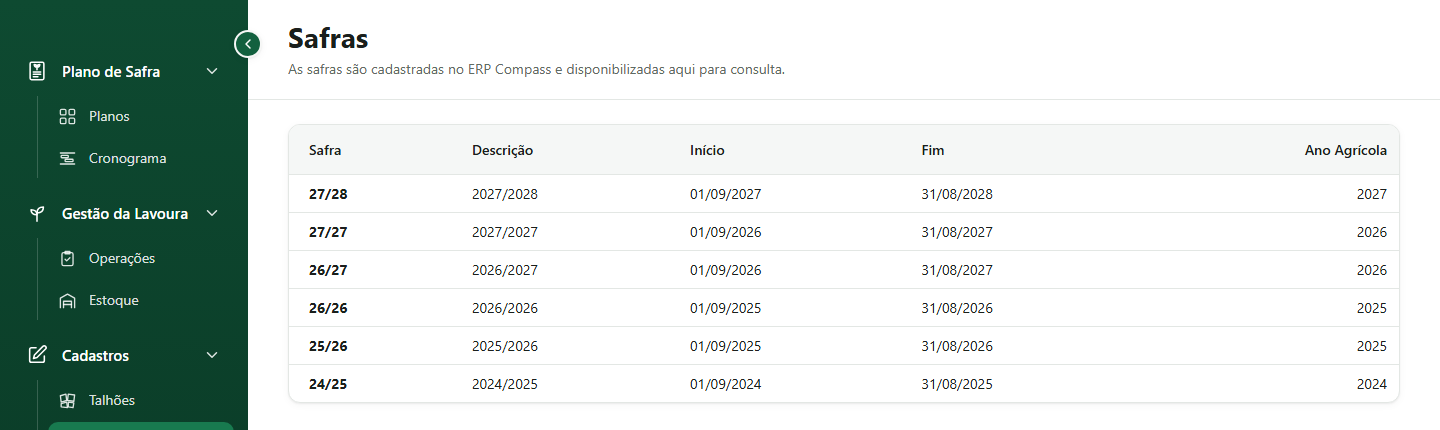 Safras
As safras são cadastradas no ERP Compass e disponibilizadas aqui para consulta.
Plano de Safra
Planos
Cronograma
Gestão da Lavoura
Operações
Estoque
Cadastros
Talhões
Safra Descrição Início Fim Ano Agrícola
27/28 2027/2028 01/09/2027 31/08/2028 2027
27/27 2027/2027 01/09/2026 31/08/2027 2026
26/27 2026/2027 01/09/2026 31/08/2027 2026
26/26 2026/2026 01/09/2025 31/08/2026 2025
25/26 2025/2026 01/09/2025 31/08/2026 2025
24/25 2024/2025 01/09/2024 31/08/2025 2024